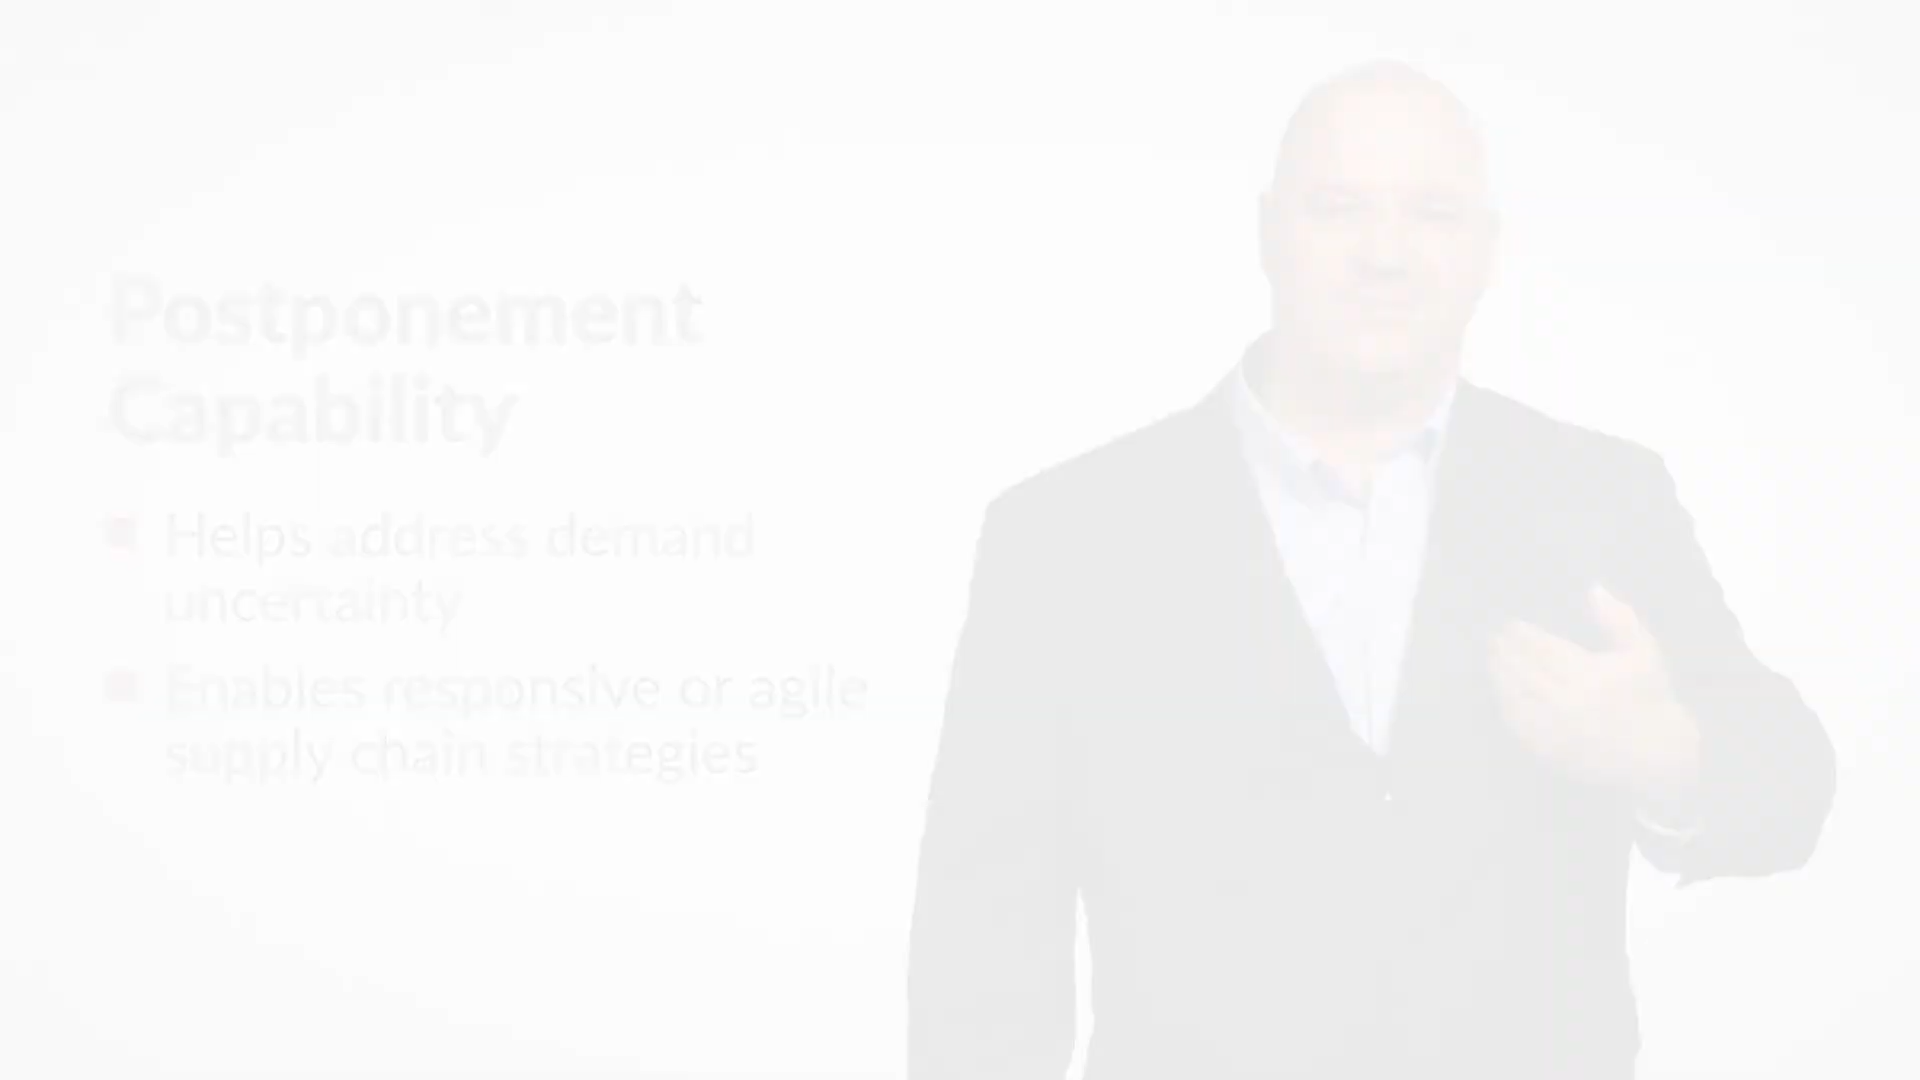 Postponement
Capability
Helps address demand
uncertainty
Enables responsive or agile
supply chain strategies